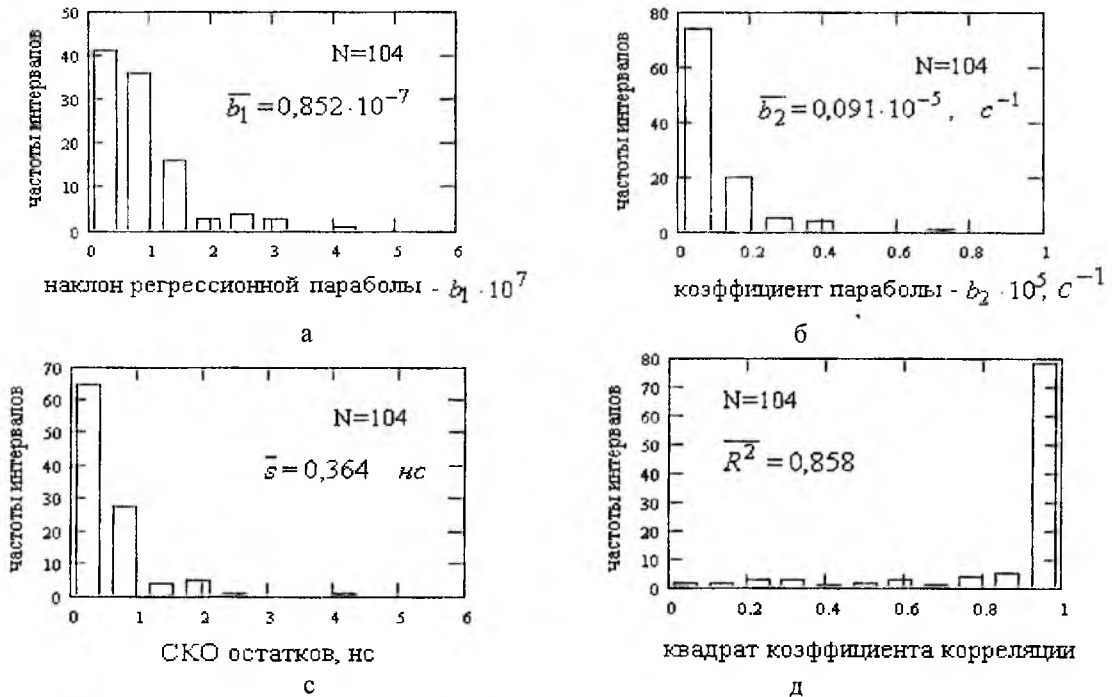 50
40
30
20
10
0
частоты интервалов
N=104
b₁ = 0,852·10⁻⁷
0 1 2 3 4 5 6
наклон регрессионной параболы - b₁ · 10⁷
а
80
60
40
20
0
частоты интервалов
N=104
b₂ = 0,091·10⁻⁵, с⁻¹
0 0.2 0.4 0.6 0.8 1
коэффициент параболы - b₂ · 10⁵, С⁻¹
б
70
60
50
40
30
20
10
0
частоты интервалов
N=104
s = 0,364 нс
0 1 2 3 4 5 6
СКО остатков, нс
с
80
70
60
50
40
30
20
10
0
частоты интервалов
N=104
R² = 0,858
0 0.2 0.4 0.6 0.8 1
квадрат коэффициента корреляции
д